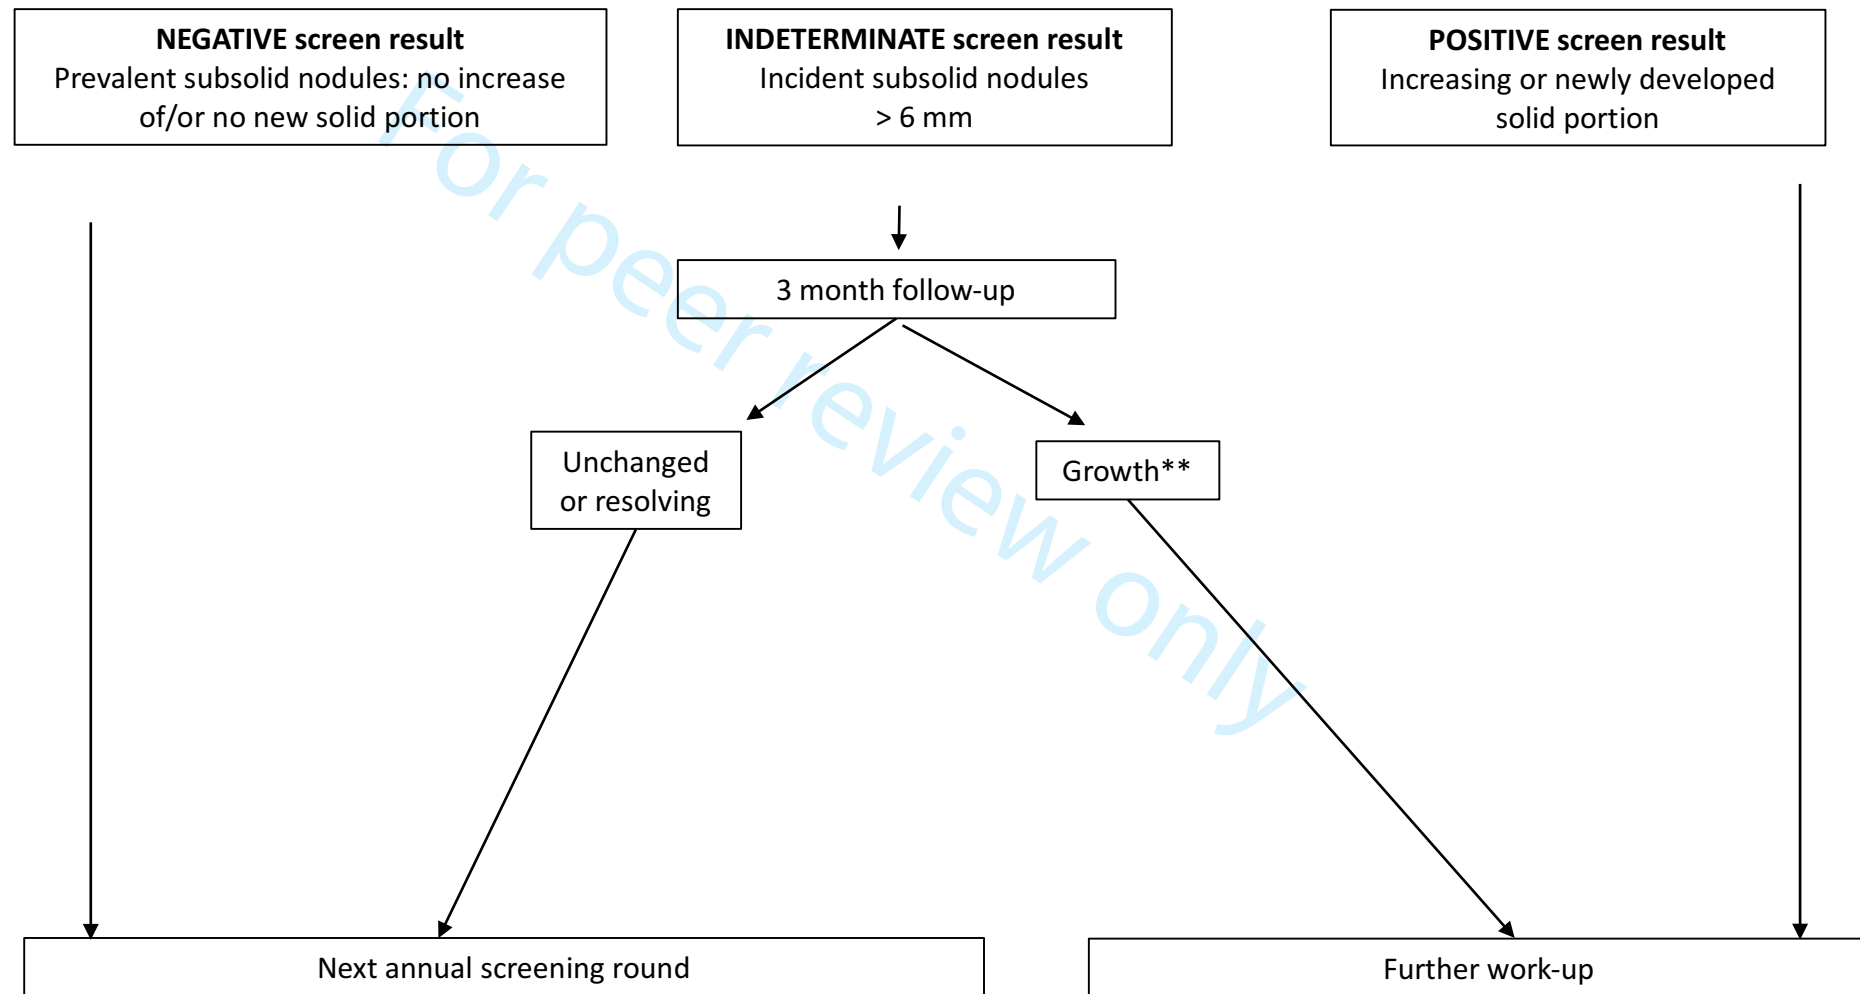 NEGATIVE screen result
Prevalent subsolid nodules: no increase
of/or no new solid portion
INDETERMINATE screen result
Incident subsolid nodules
> 6 mm
POSITIVE screen result
Increasing or newly developed
solid portion
For peer review only
3 month follow-up
Unchanged
or resolving
Growth**
Next annual screening round
Further work-up